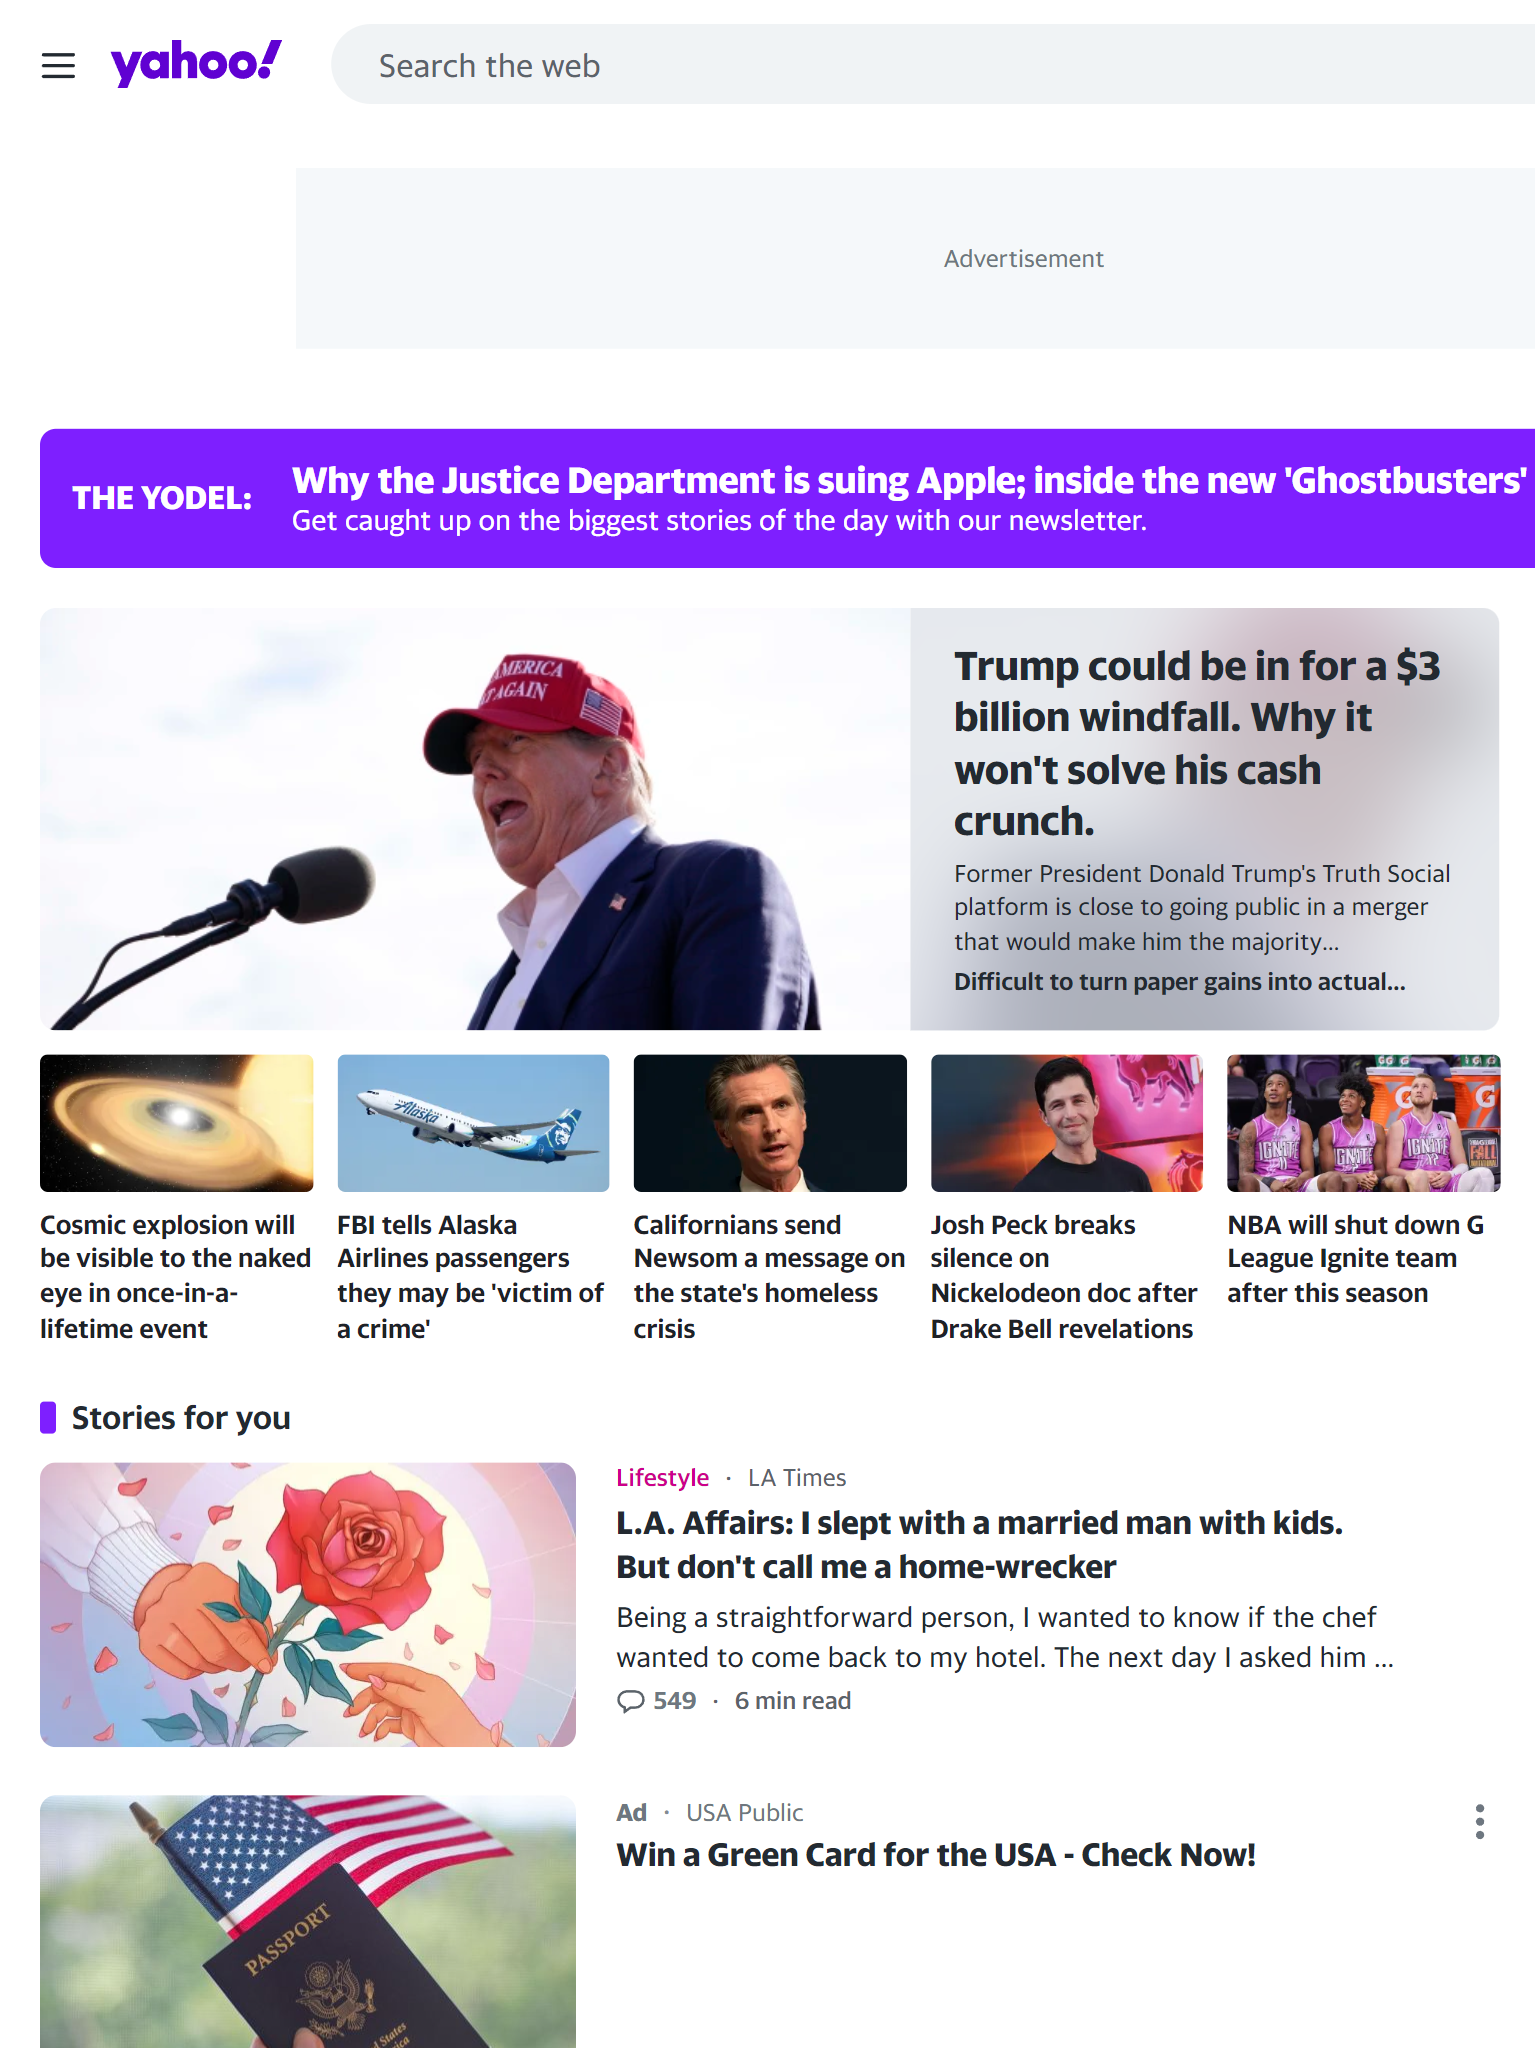 yahoo!
Search the web
Advertisement
THE YODEL:
Why the Justice Department is suing Apple; inside the new 'Ghostbusters'
Get caught up on the biggest stories of the day with our newsletter.
MERICA
T AGAIN
Trump could be in for a $3
billion windfall. Why it
won't solve his cash
crunch.
Former President Donald Trump's Truth Social
platform is close to going public in a merger
that would make him the majority...
Difficult to turn paper gains into actual...
Alaska
G
G
IGNITE
IGNITE
IGNITE
FALL
Cosmic explosion will
be visible to the naked
eye in once-in-a-
lifetime event
FBI tells Alaska
Airlines passengers
they may be 'victim of
a crime'
Californians send
Newsom a message on
the state's homeless
crisis
Josh Peck breaks
silence on
Nickelodeon doc after
Drake Bell revelations
NBA will shut down G
League Ignite team
after this season
Stories for you
Lifestyle · LA Times
L.A. Affairs: I slept with a married man with kids.
But don't call me a home-wrecker
Being a straightforward person, I wanted to know if the chef
wanted to come back to my hotel. The next day I asked him ...
549 · 6 min read
Ad · USA Public
Win a Green Card for the USA - Check Now!
PASSPORT
d States
ica